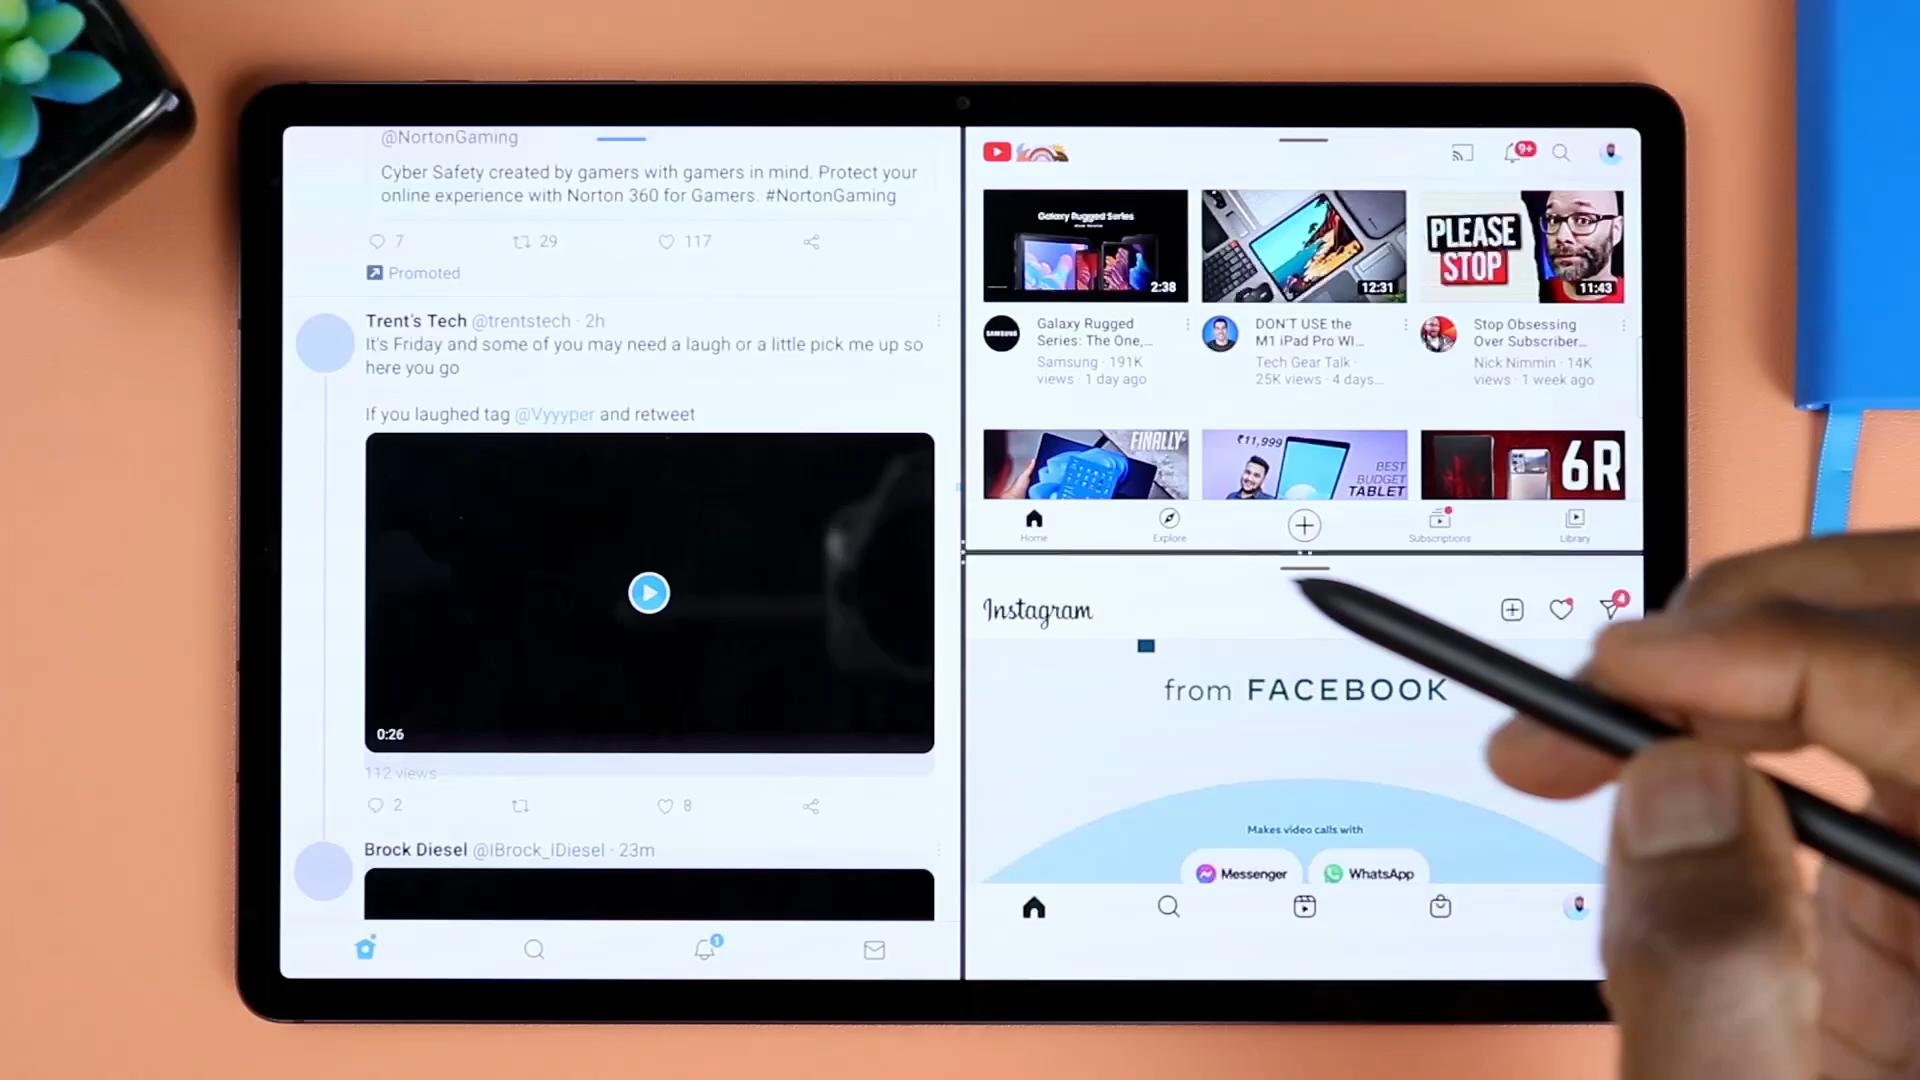 @NortonGaming
Cyber Safety created by gamers with gamers in mind. Protect your
online experience with Norton 360 for Gamers. #NortonGaming
7 29 117
Promoted
Trent's Tech @trentstech · 2h
It's Friday and some of you may need a laugh or a little pick me up so
here you go
If you laughed tag @Vyyyper and retweet
0:26
112 views
2 8
Brock Diesel @IBrock_IDiesel · 23m
1
9+
Galaxy Rugged Series
2:38
12:31
PLEASE
STOP
11:43
SAMSUNG
Galaxy Rugged
Series: The One,...
Samsung · 191K
views · 1 day ago
DON'T USE the
M1 iPad Pro WI...
Tech Gear Talk ·
25K views · 4 days...
Stop Obsessing
Over Subscriber...
Nick Nimmin · 14K
views · 1 week ago
FINALLY
₹11,999
BEST
BUDGET
TABLET
6R
Home
Explore
Subscriptions
Library
Instagram
4
from FACEBOOK
Makes video calls with
Messenger
WhatsApp